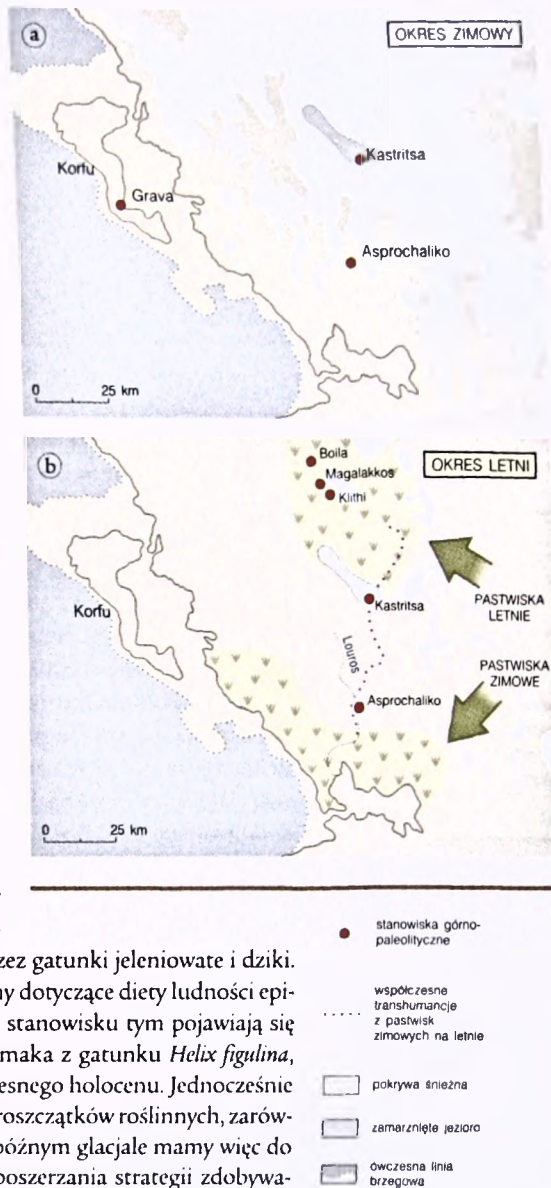 a
OKRES ZIMOWY
Kastritsa
Korfu
Grava
Asprochaliko
0 25 km
b
OKRES LETNI
Boila
Magalakkos
Klithi
PASTWISKA
LETNIE
Kastritsa
Korfu
Louros
PASTWISKA
ZIMOWE
Asprochaliko
0 25 km
zez gatunki jeleniowate i dziki.
ny dotyczące diety ludności epi-
stanowisku tym pojawiają się
maka z gatunku Helix figulina,
esnego holocenu. Jednocześnie
roszczątków roślinnych, zarów-
późnym glacjale mamy więc do
poszerzania strategii zdobywa-
stanowiska górno-
paleolityczne
współczesne
transhumancje
z pastwisk
zimowych na letnie
pokrywa śnieżna
zamarznięte jezioro
ówczesna linia
brzegowa